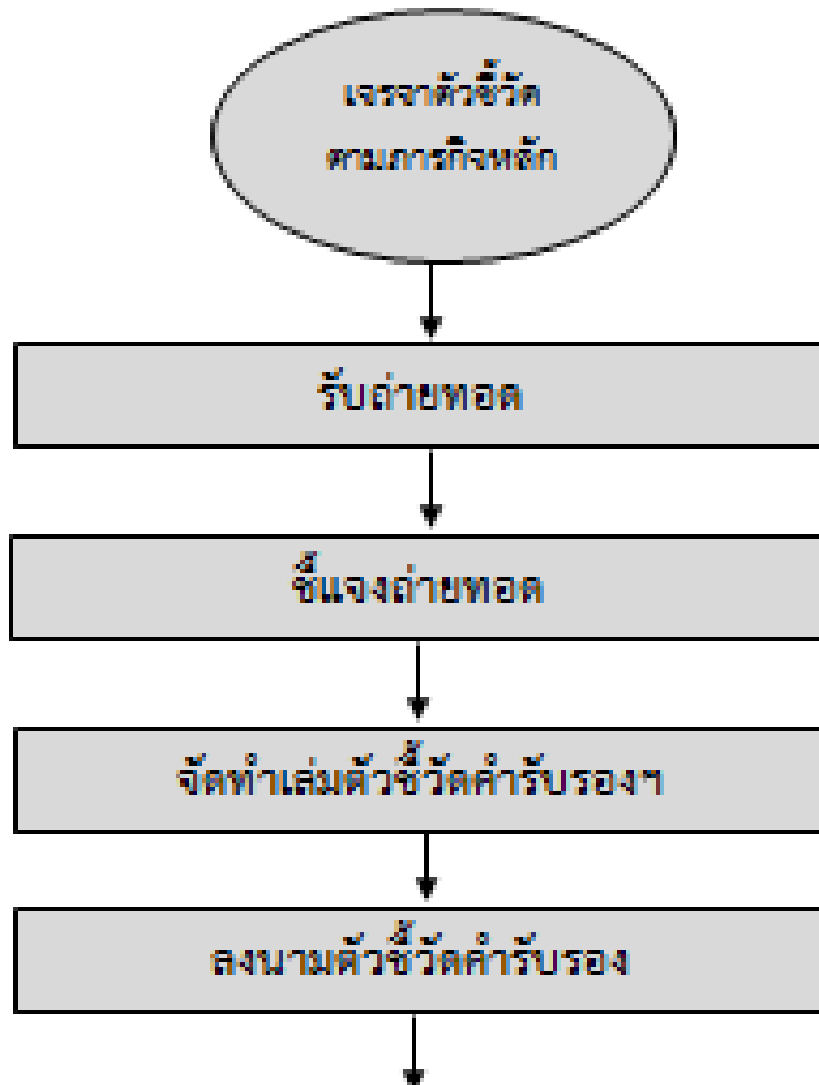 เจรจาตัวชี้วัด
ตามภารกิจหลัก
รับถ่ายทอด
ชี้แจงถ่ายทอด
จัดทำเล่มตัวชี้วัดคำรับรองฯ
ลงนามตัวชี้วัดคำรับรอง